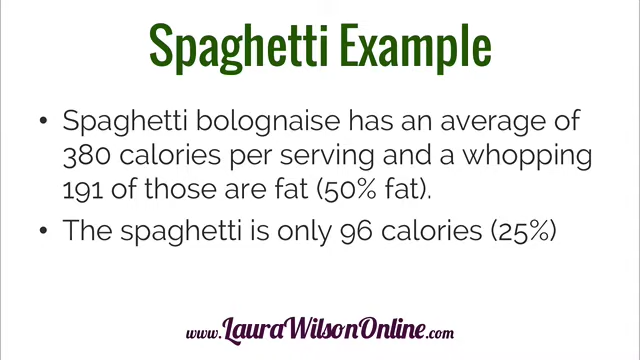 Spaghetti Example
• Spaghetti bolognaise has an average of
380 calories per serving and a whopping
191 of those are fat (50% fat).
• The spaghetti is only 96 calories (25%)
www.LauraWilsonOnline.com